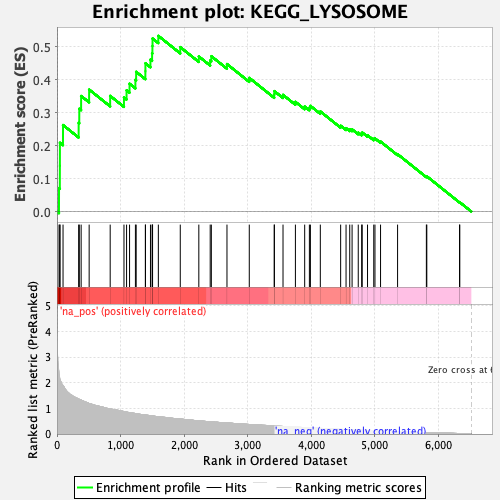 Enrichment plot: KEGG_LYSOSOME
Enrichment score (ES)
0.5
0.4
0.3
0.2
0.1
0.0
'na_pos' (positively correlated)
Ranked list metric (PreRanked)
5
4
3
2
1
0
Zero cross at 6
'na_neg' (negatively correlated)
0 1,000 2,000 3,000 4,000 5,000 6,000
Rank in Ordered Dataset
Enrichment profile Hits Ranking metric scores